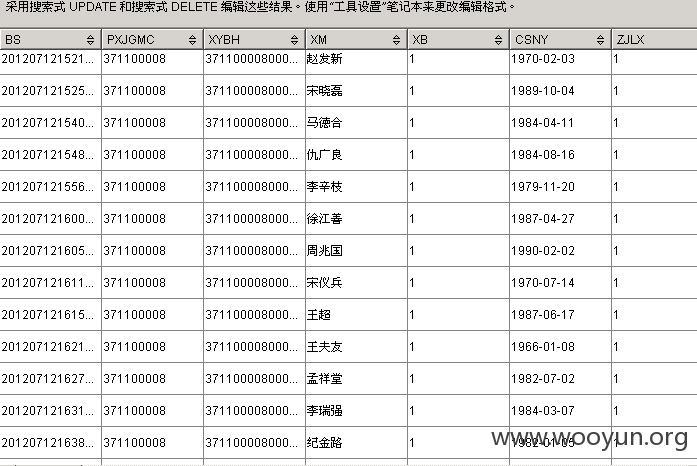 采用搜索式 UPDATE 和搜索式 DELETE 编辑这些结果。使用“工具设置”笔记本来更改编辑格式。
BS PXJGMC XYBH XM XB CSNY ZJLX
201207121521... 371100008 371100008000... 赵发新 1 1970-02-03 1
201207121525... 371100008 371100008000... 宋晓磊 1 1989-10-04 1
201207121540... 371100008 371100008000... 马德合 1 1984-04-11 1
201207121548... 371100008 371100008000... 仇广良 1 1984-08-16 1
201207121556... 371100008 371100008000... 李辛枝 1 1979-11-20 1
201207121600... 371100008 371100008000... 徐江善 1 1987-04-27 1
201207121605... 371100008 371100008000... 周兆国 1 1990-02-02 1
201207121611... 371100008 371100008000... 宋仪兵 1 1970-07-14 1
201207121615... 371100008 371100008000... 王超 1 1987-06-17 1
201207121621... 371100008 371100008000... 王夫友 1 1966-01-08 1
201207121627... 371100008 371100008000... 孟祥堂 1 1982-07-02 1
201207121631... 371100008 371100008000... 李瑞强 1 1984-03-07 1
201207121638... 371100008 371100008000... 纪金路 1 1982-01-05 1
www.wooyun.org